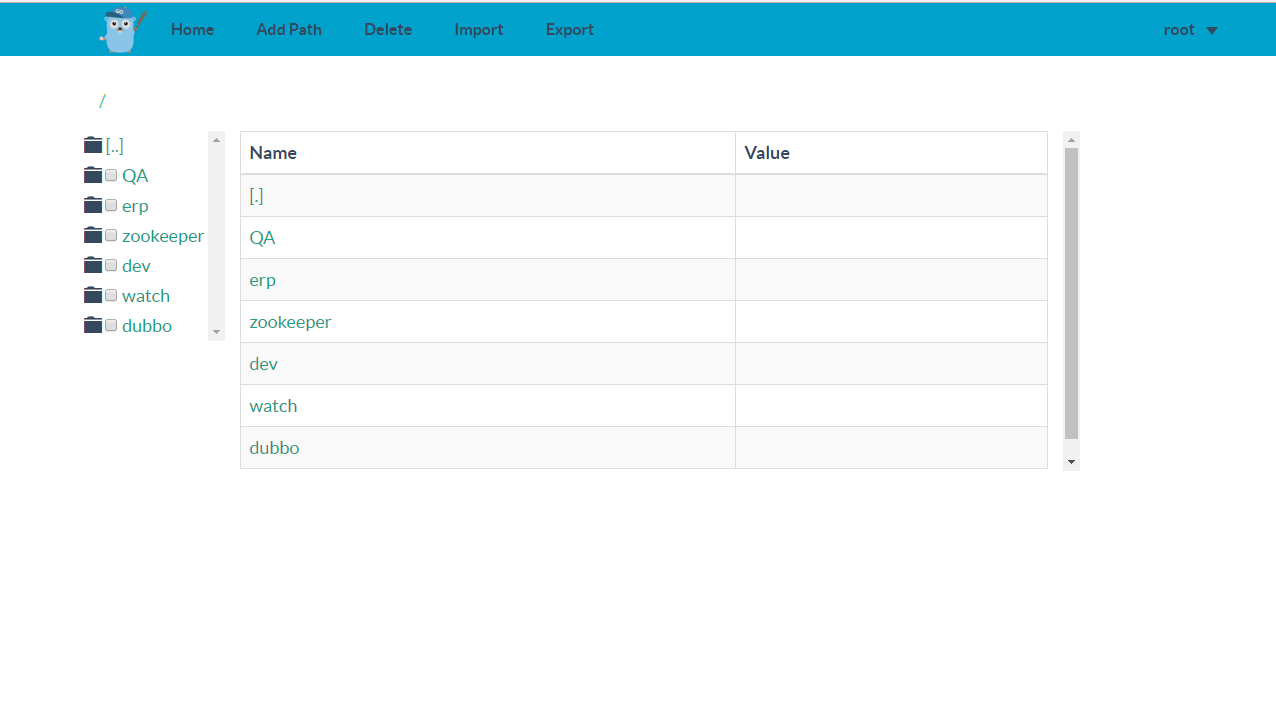 GO Home Add Path Delete Import Export root
/
[..]
QA
erp
zookeeper
dev
watch
dubbo
Name Value
[.]
QA
erp
zookeeper
dev
watch
dubbo